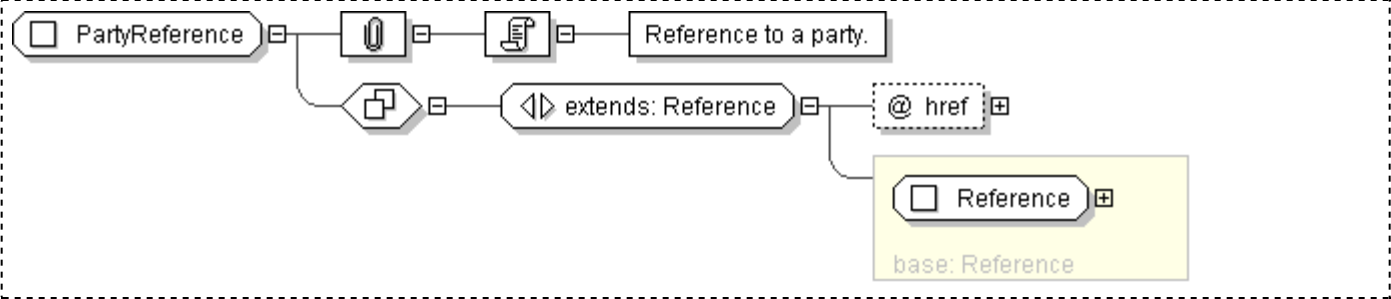 PartyReference
Reference to a party.
extends: Reference
@ href
Reference
base: Reference